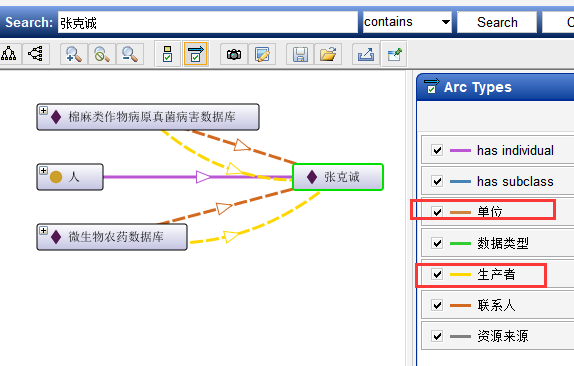 Search: 张克诚 contains Search C
Arc Types
棉麻类作物病原真菌病害数据库
has individual
人
张克诚
has subclass
单位
微生物农药数据库
数据类型
生产者
联系人
资源来源